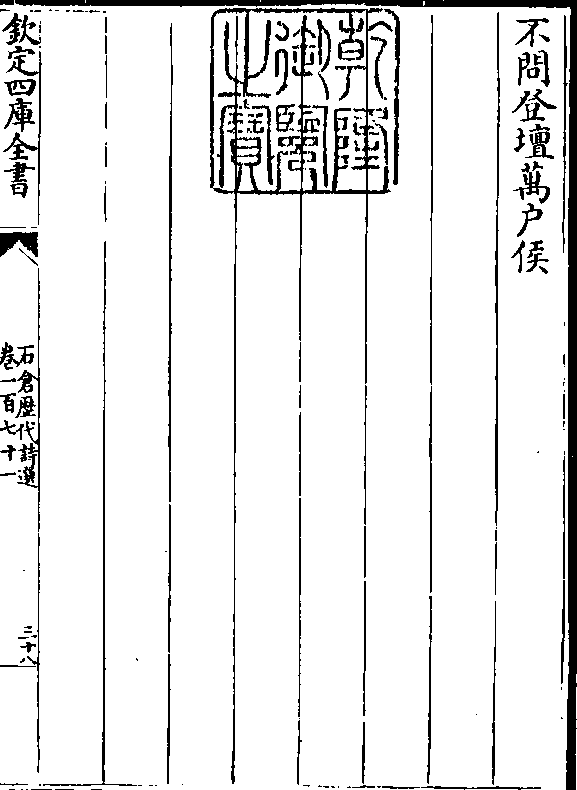 不問登壇萬户侯
乾隆
御覽
之寶
欽定四庫全書
石倉歴代詩選
卷一百七十一
三十八